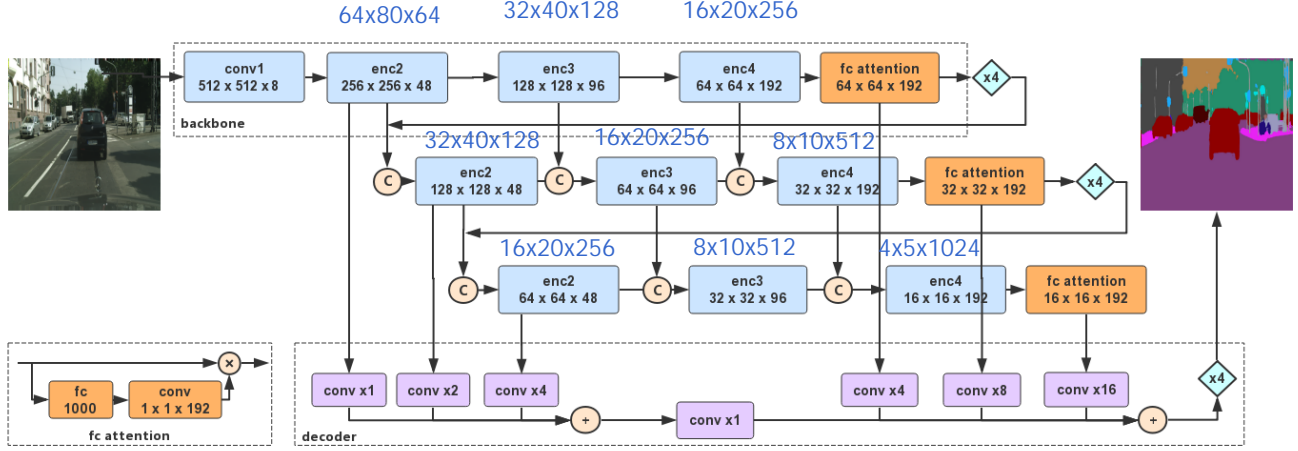 64x80x64
32x40x128
16x20x256
conv1
512 x 512 x 8
enc2
256 x 256 x 48
enc3
128 x 128 x 96
enc4
64 x 64 x 192
fc attention
64 x 64 x 192
x4
backbone
32x40x128
16x20x256
8x10x512
C
enc2
128 x 128 x 48
C
enc3
64 x 64 x 96
C
enc4
32 x 32 x 192
fc attention
32 x 32 x 192
x4
16x20x256
8x10x512
4x5x1024
C
enc2
64 x 64 x 48
C
enc3
32 x 32 x 96
C
enc4
16 x 16 x 192
fc attention
16 x 16 x 192
×
fc
1000
conv
1 x 1 x 192
fc attention
conv x1
conv x2
conv x4
+
conv x1
conv x4
conv x8
conv x16
+
x4
decoder